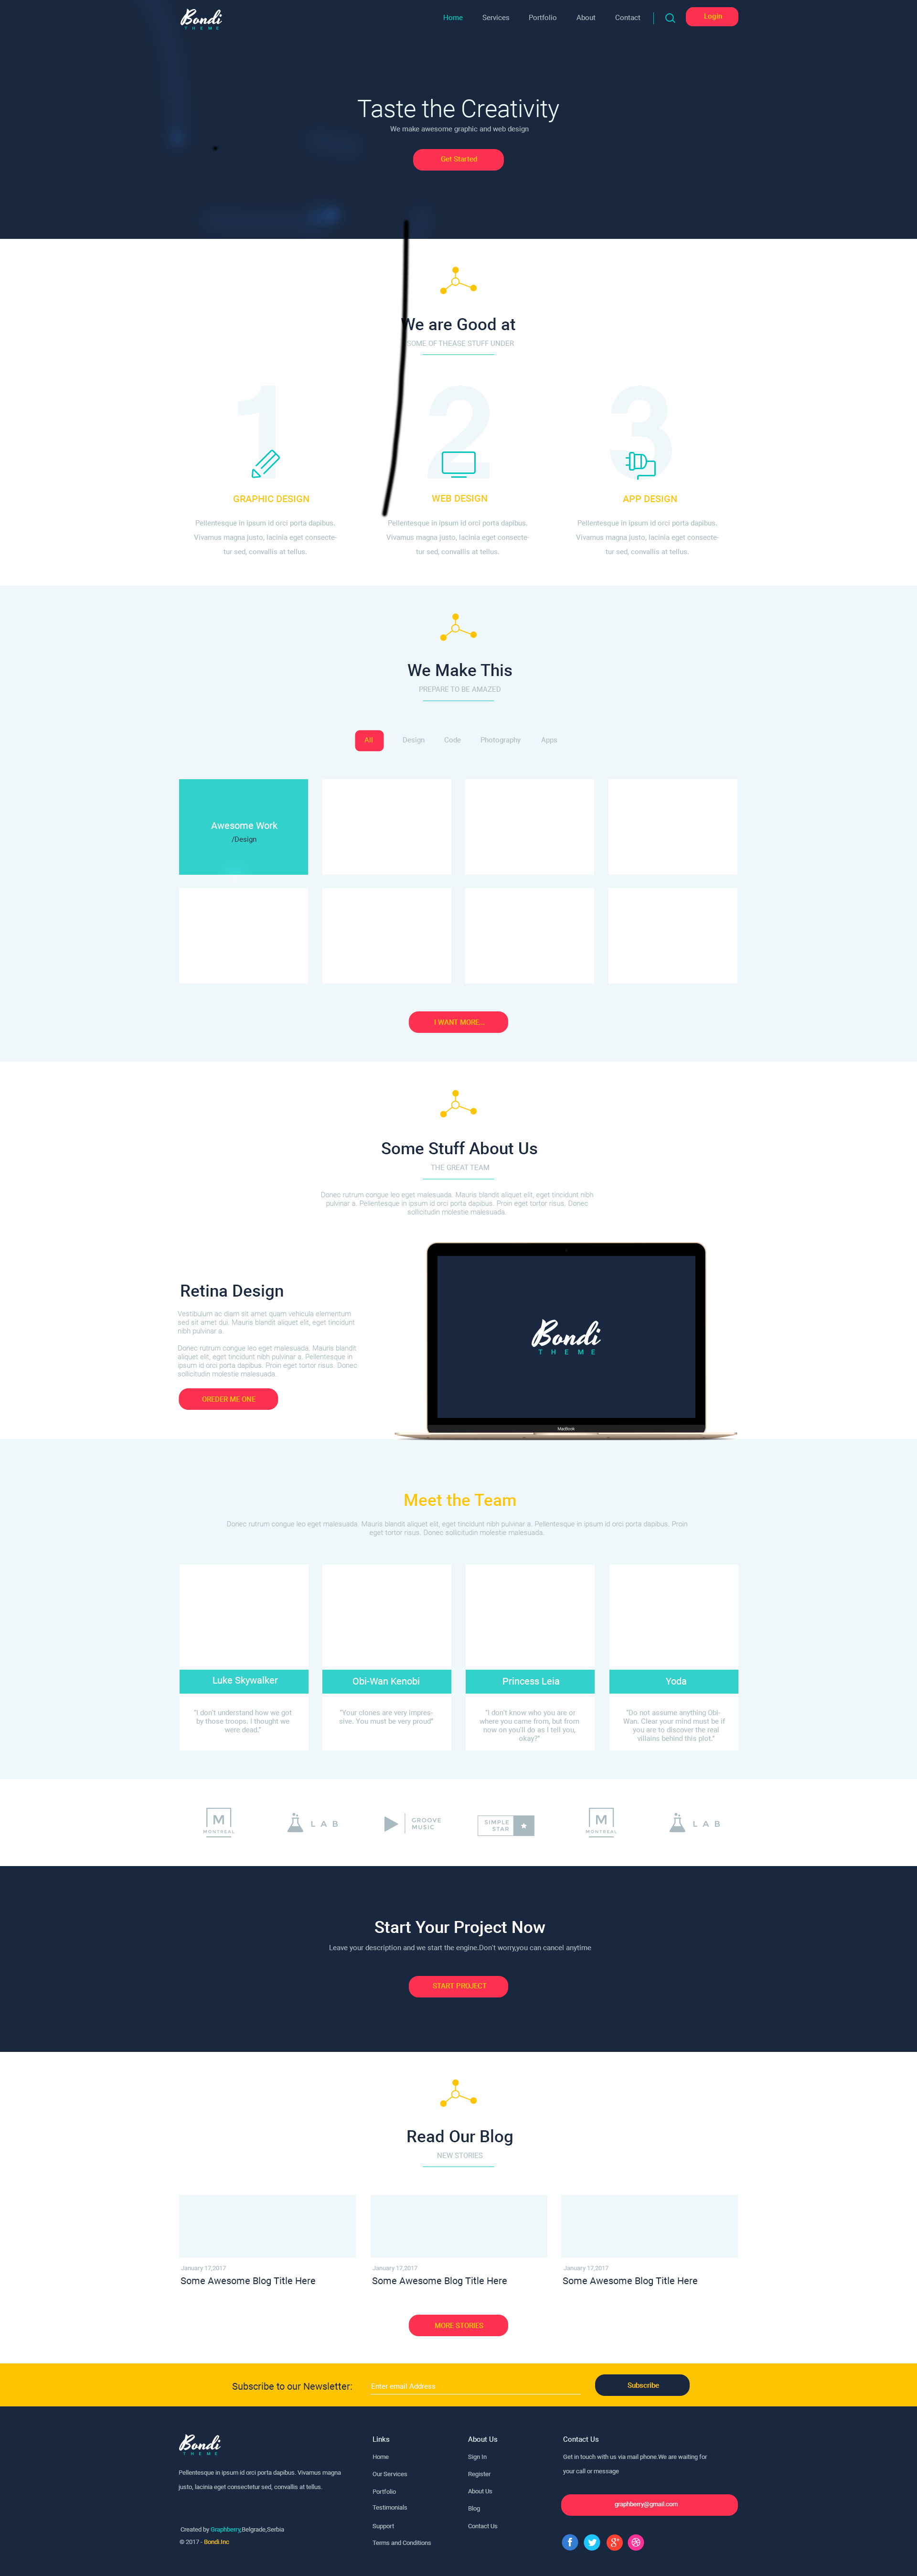 Bondi
THEME
Home Services Portfolio About Contact Login
Taste the Creativity
We make awesome graphic and web design
Get Started
We are Good at
SOME OF THEASE STUFF UNDER
1 2 3
GRAPHIC DESIGN
Pellentesque in ipsum id orci porta dapibus.
Vivamus magna justo, lacinia eget consecte-
tur sed, convallis at tellus.
WEB DESIGN
Pellentesque in ipsum id orci porta dapibus.
Vivamus magna justo, lacinia eget consecte-
tur sed, convallis at tellus.
APP DESIGN
Pellentesque in ipsum id orci porta dapibus.
Vivamus magna justo, lacinia eget consecte-
tur sed, convallis at tellus.
We Make This
PREPARE TO BE AMAZED
All Design Code Photography Apps
Awesome Work
/Design
I WANT MORE...
Some Stuff About Us
THE GREAT TEAM
Donec rutrum congue leo eget malesuada. Mauris blandit aliquet elit, eget tincidunt nibh
pulvinar a. Pellentesque in ipsum id orci porta dapibus. Proin eget tortor risus. Donec
sollicitudin molestie malesuada.
Retina Design
Vestibulum ac diam sit amet quam vehicula elementum
sed sit amet dui. Mauris blandit aliquet elit, eget tincidunt
nibh pulvinar a.
Donec rutrum congue leo eget malesuada. Mauris blandit
aliquet elit, eget tincidunt nibh pulvinar a. Pellentesque in
ipsum id orci porta dapibus. Proin eget tortor risus. Donec
sollicitudin molestie malesuada.
OREDER ME ONE
Bondi
THEME
MacBook
Meet the Team
Donec rutrum congue leo eget malesuada. Mauris blandit aliquet elit, eget tincidunt nibh pulvinar a. Pellentesque in ipsum id orci porta dapibus. Proin
eget tortor risus. Donec sollicitudin molestie malesuada.
Luke Skywalker
"I don't understand how we got
by those troops. I thought we
were dead."
Obi-Wan Kenobi
"Your clones are very impres-
sive. You must be very proud"
Princess Leia
"I don't know who you are or
where you came from, but from
now on you'll do as I tell you,
okay?"
Yoda
"Do not assume anything Obi-
Wan. Clear your mind must be if
you are to discover the real
villains behind this plot."
M
MONTREAL
LAB
GROOVE
MUSIC
SIMPLE
STAR
M
MONTREAL
LAB
Start Your Project Now
Leave your description and we start the engine.Don't worry,you can cancel anytime
START PROJECT
Read Our Blog
NEW STORIES
January 17,2017
Some Awesome Blog Title Here
January 17,2017
Some Awesome Blog Title Here
January 17,2017
Some Awesome Blog Title Here
MORE STORIES
Subscribe to our Newsletter: Enter email Address Subscribe
Bondi
THEME
Pellentesque in ipsum id orci porta dapibus. Vivamus magna
justo, lacinia eget consectetur sed, convallis at tellus.
Created by Graphberry,Belgrade,Serbia
© 2017 - Bondi.Inc
Links
Home
Our Services
Portfolio
Testimonials
Support
Terms and Conditions
About Us
Sign In
Register
About Us
Blog
Contact Us
Contact Us
Get in touch with us via mail phone.We are waiting for
your call or message
graphberry@gmail.com